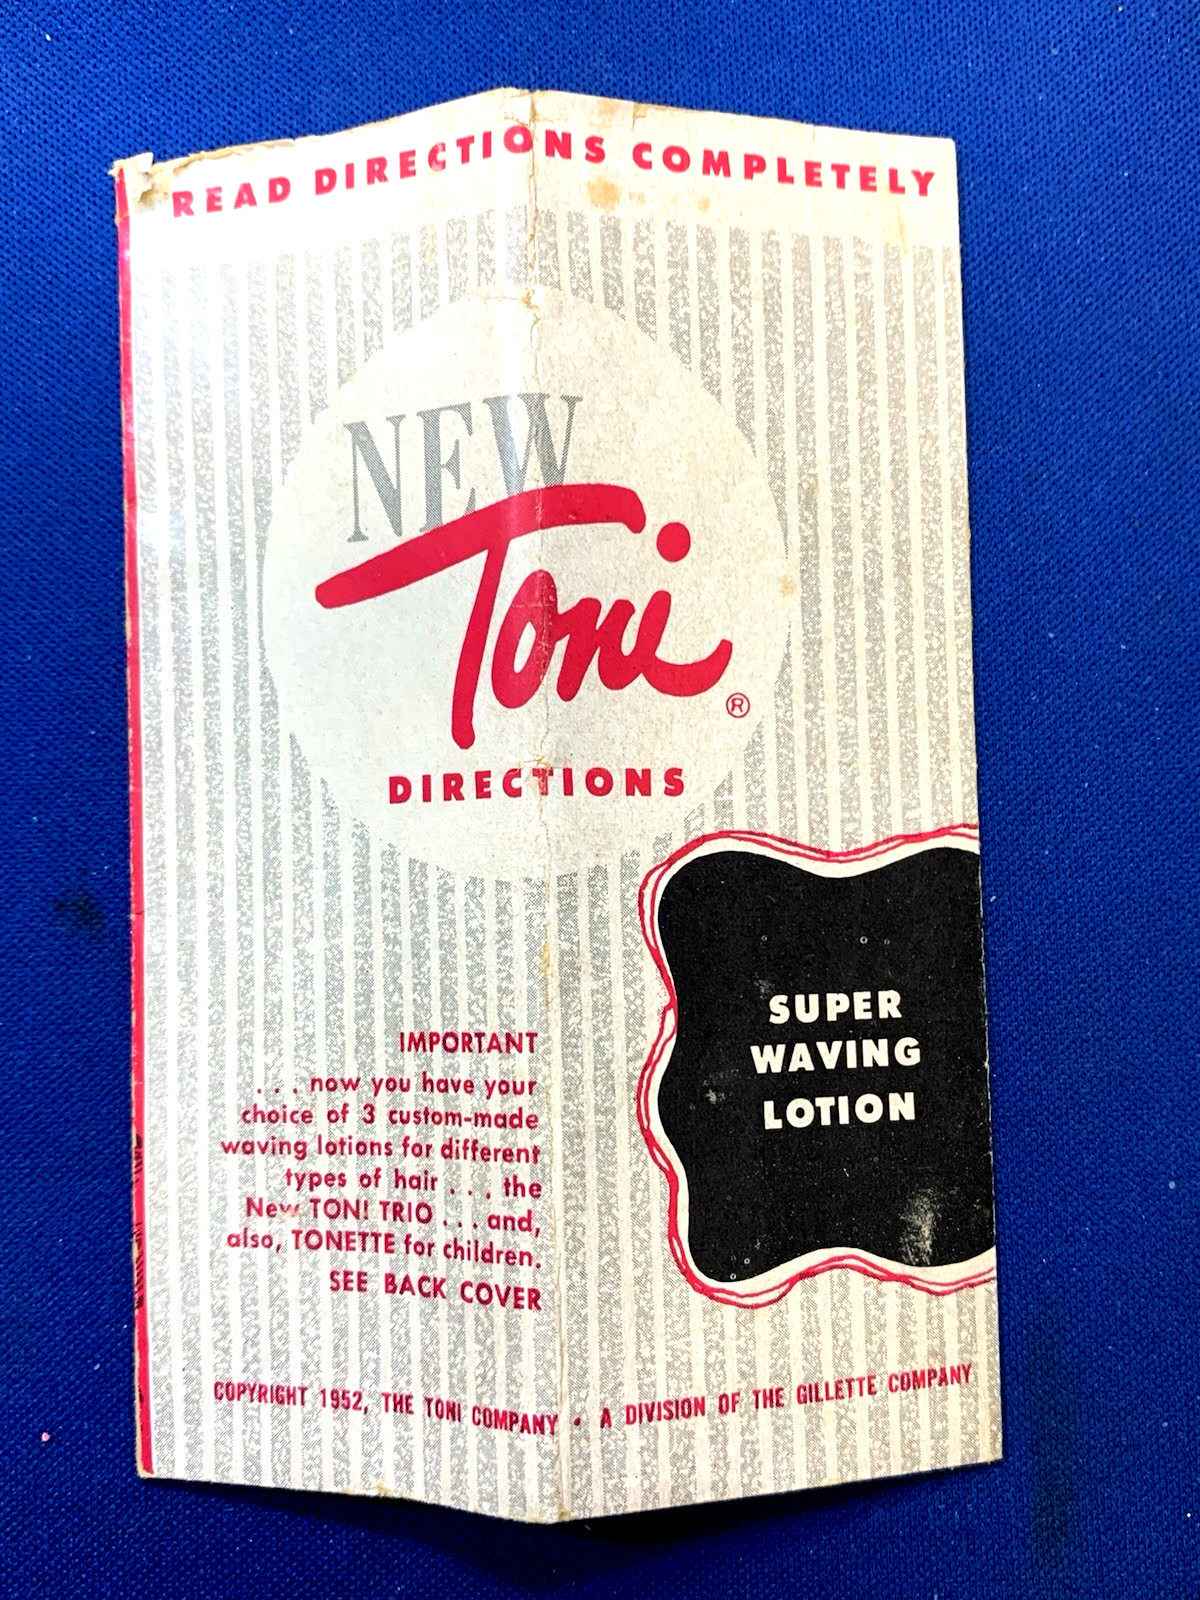 READ DIRECTIONS COMPLETELY
NEW
Toni
®
DIRECTIONS
SUPER
WAVING
LOTION
IMPORTANT
. . . now you have your
choice of 3 custom-made
waving lotions for different
types of hair . . . the
New TONI TRIO . . . and,
also, TONETTE for children.
SEE BACK COVER
COPYRIGHT 1952, THE TONI COMPANY • A DIVISION OF THE GILLETTE COMPANY